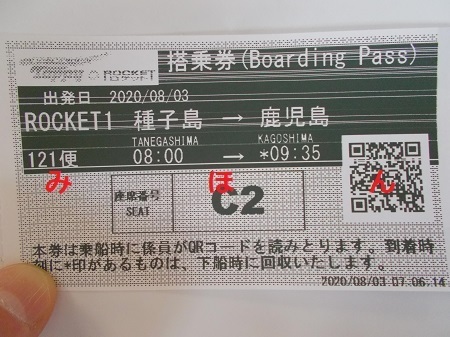 Toppy ROCKET
搭乗券(Boarding Pass)
出発日 2020/08/03
ROCKET1 種子島 → 鹿児島
TANEGASHIMA KAGOSHIMA
121便 08:00 → *09:35
み ほ ん
座席番号
SEAT
C2
本券は乗船時に係員がQRコードを読みとります。到着時
刻に*印があるものは、下船時に回収いたします。
2020/08/03 07:06:14